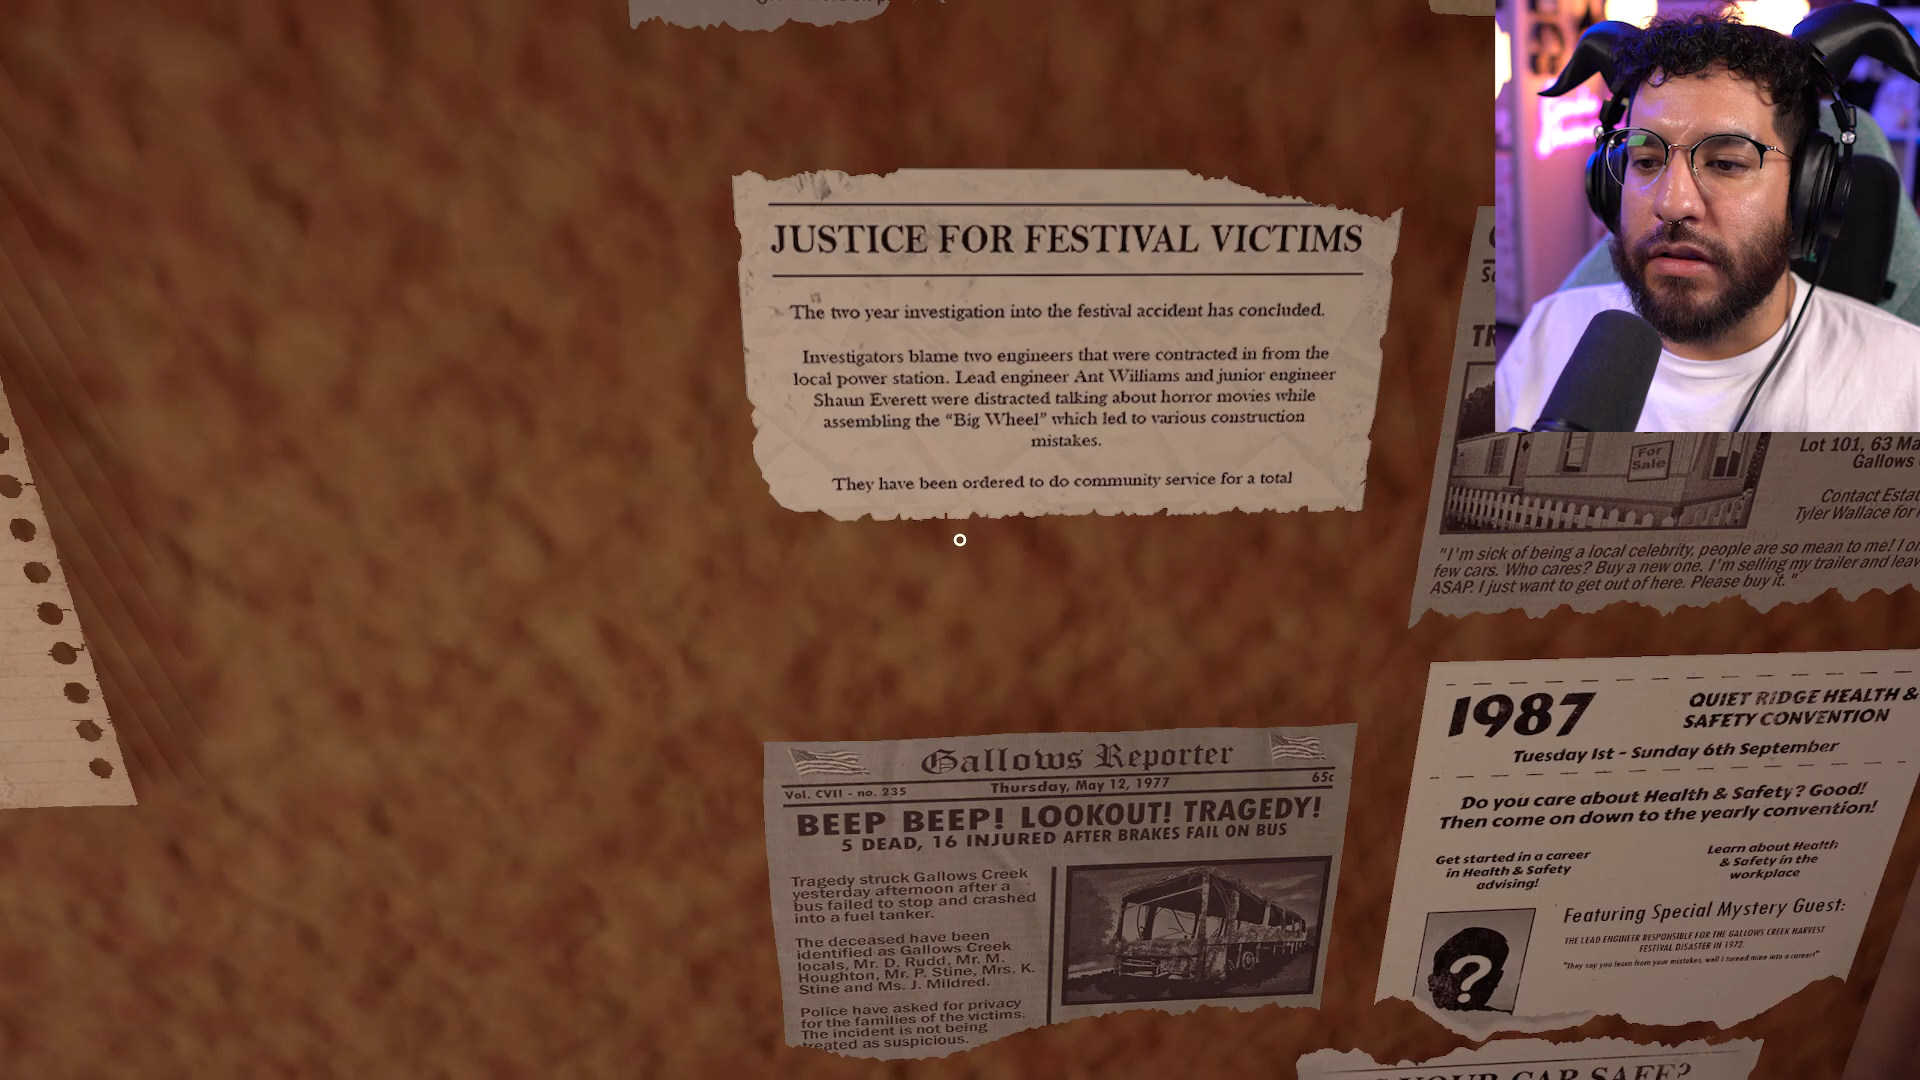 JUSTICE FOR FESTIVAL VICTIMS
The two year investigation into the festival accident has concluded.
Investigators blame two engineers that were contracted in from the
local power station. Lead engineer Ant Williams and junior engineer
Shaun Everett were distracted talking about horror movies while
assembling the “Big Wheel” which led to various construction
mistakes.
They have been ordered to do community service for a total
For
Sale
Lot 101, 63 Ma
Gallows
Contact Estat
Tyler Wallace for
"I'm sick of being a local celebrity, people are so mean to me! I
few cars. Who cares? Buy a new one. I'm selling my trailer and leav
ASAP. I just want to get out of here. Please buy it."
Gallows Reporter
Vol. CVII - no. 235
Thursday, May 12, 1977
65c
BEEP BEEP! LOOKOUT! TRAGEDY!
5 DEAD, 16 INJURED AFTER BRAKES FAIL ON BUS
Tragedy struck Gallows Creek
yesterday afternoon after a
bus failed to stop and crashed
into a fuel tanker.
The deceased have been
identified as Gallows Creek
locals, Mr. D. Rudd, Mr. M.
Houghton, Mr. P. Stine, Mrs. K.
Stine and Ms. J. Mildred.
Police have asked for privacy
for the families of the victims.
The incident is not being
treated as suspicious.
1987
QUIET RIDGE HEALTH &
SAFETY CONVENTION
Tuesday 1st - Sunday 6th September
Do you care about Health & Safety? Good!
Then come on down to the yearly convention!
Get started in a career
in Health & Safety
advising!
Learn about Health
& Safety in the
workplace
Featuring Special Mystery Guest:
THE LEAD ENGINEER RESPONSIBLE FOR THE GALLOWS CREEK HARVEST
FESTIVAL DISASTER IN 1972.
"They say you learn from your mistakes, well I turned mine into a career!"
?
YOUR CAR SAFE?